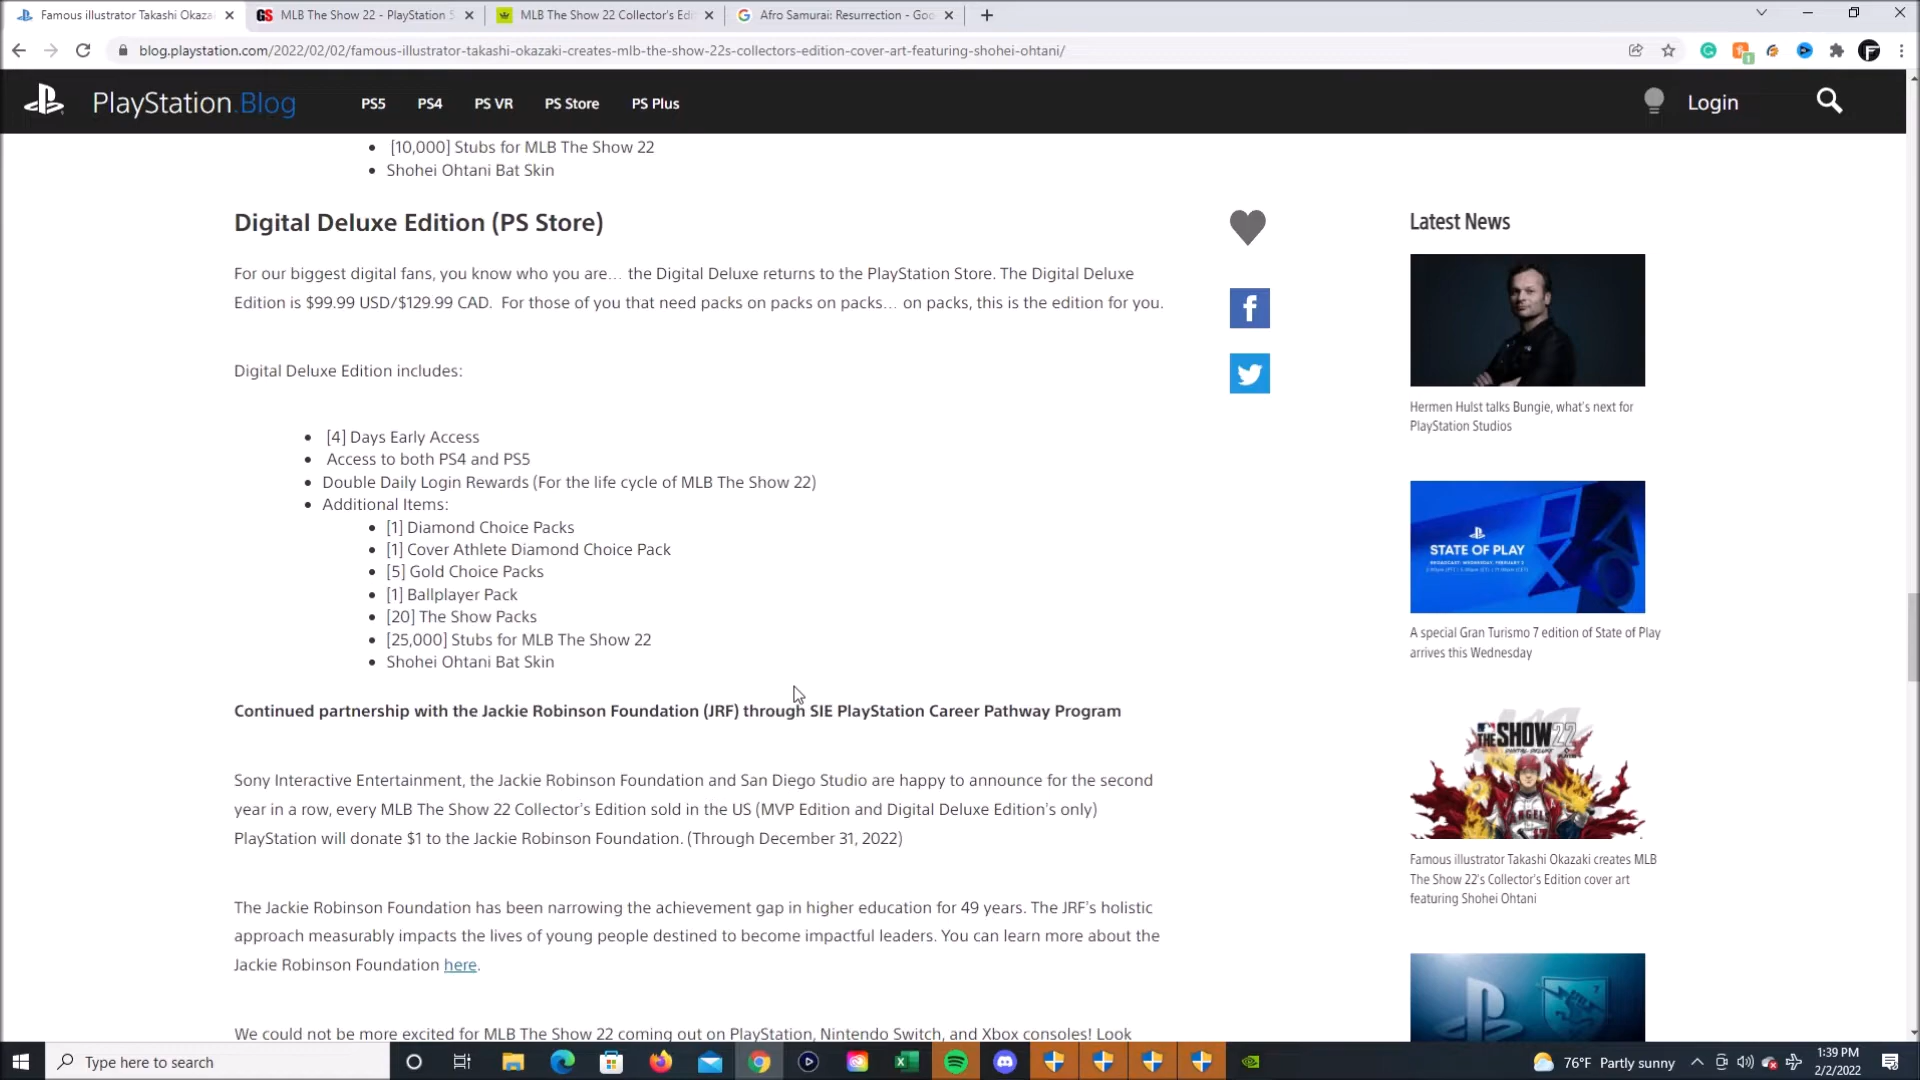 Famous illustrator Takashi Okaza
MLB The Show 22 - PlayStation 5
MLB The Show 22 Collector's Edi
Afro Samurai: Resurrection - Goo
blog.playstation.com/2022/02/02/famous-illustrator-takashi-okazaki-creates-mlb-the-show-22s-collectors-edition-cover-art-featuring-shohei-ohtani/
PlayStation.Blog
PS5
PS4
PS VR
PS Store
PS Plus
Login
[10,000] Stubs for MLB The Show 22
Shohei Ohtani Bat Skin
Digital Deluxe Edition (PS Store)
For our biggest digital fans, you know who you are… the Digital Deluxe returns to the PlayStation Store. The Digital Deluxe
Edition is $99.99 USD/$129.99 CAD. For those of you that need packs on packs on packs… on packs, this is the edition for you.
Digital Deluxe Edition includes:
[4] Days Early Access
Access to both PS4 and PS5
Double Daily Login Rewards (For the life cycle of MLB The Show 22)
Additional Items:
[1] Diamond Choice Packs
[1] Cover Athlete Diamond Choice Pack
[5] Gold Choice Packs
[1] Ballplayer Pack
[20] The Show Packs
[25,000] Stubs for MLB The Show 22
Shohei Ohtani Bat Skin
Continued partnership with the Jackie Robinson Foundation (JRF) through SIE PlayStation Career Pathway Program
Sony Interactive Entertainment, the Jackie Robinson Foundation and San Diego Studio are happy to announce for the second
year in a row, every MLB The Show 22 Collector's Edition sold in the US (MVP Edition and Digital Deluxe Edition's only)
PlayStation will donate $1 to the Jackie Robinson Foundation. (Through December 31, 2022)
The Jackie Robinson Foundation has been narrowing the achievement gap in higher education for 49 years. The JRF's holistic
approach measurably impacts the lives of young people destined to become impactful leaders. You can learn more about the
Jackie Robinson Foundation here.
We could not be more excited for MLB The Show 22 coming out on PlayStation, Nintendo Switch, and Xbox consoles! Look
Latest News
Hermen Hulst talks Bungie, what's next for
PlayStation Studios
STATE OF PLAY
A special Gran Turismo 7 edition of State of Play
arrives this Wednesday
THE SHOW 22
ANGELS
Famous illustrator Takashi Okazaki creates MLB
The Show 22's Collector's Edition cover art
featuring Shohei Ohtani
Type here to search
76°F Partly sunny
1:39 PM
2/2/2022